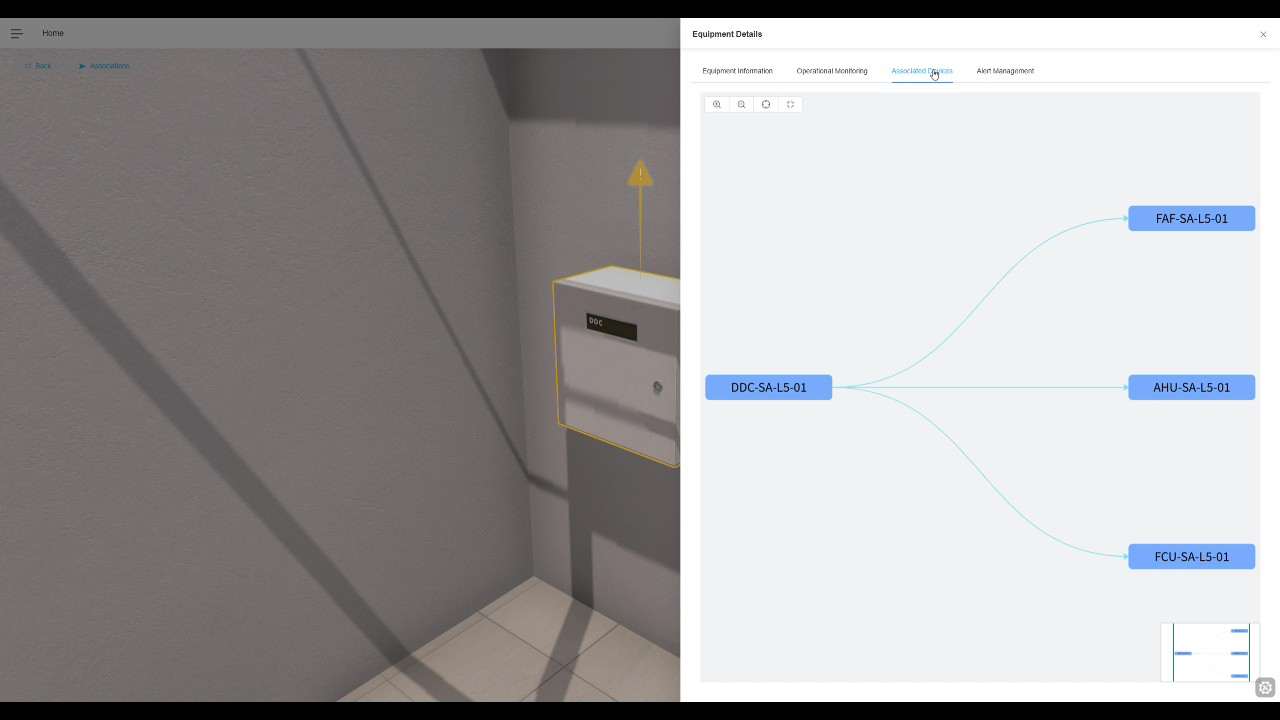 Home
Equipment Details
Back
Associations
Equipment Information
Operational Monitoring
Associated Devices
Alert Management
DDC
FAF-SA-L5-01
DDC-SA-L5-01
AHU-SA-L5-01
FCU-SA-L5-01